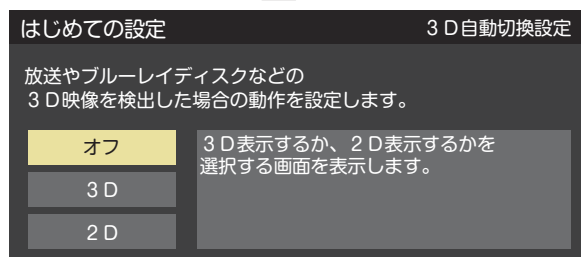 はじめての設定
３Ｄ自動切換設定
放送やブルーレイディスクなどの
３Ｄ映像を検出した場合の動作を設定します。
オフ
３Ｄ
２Ｄ
３Ｄ表示するか、２Ｄ表示するかを
選択する画面を表示します。